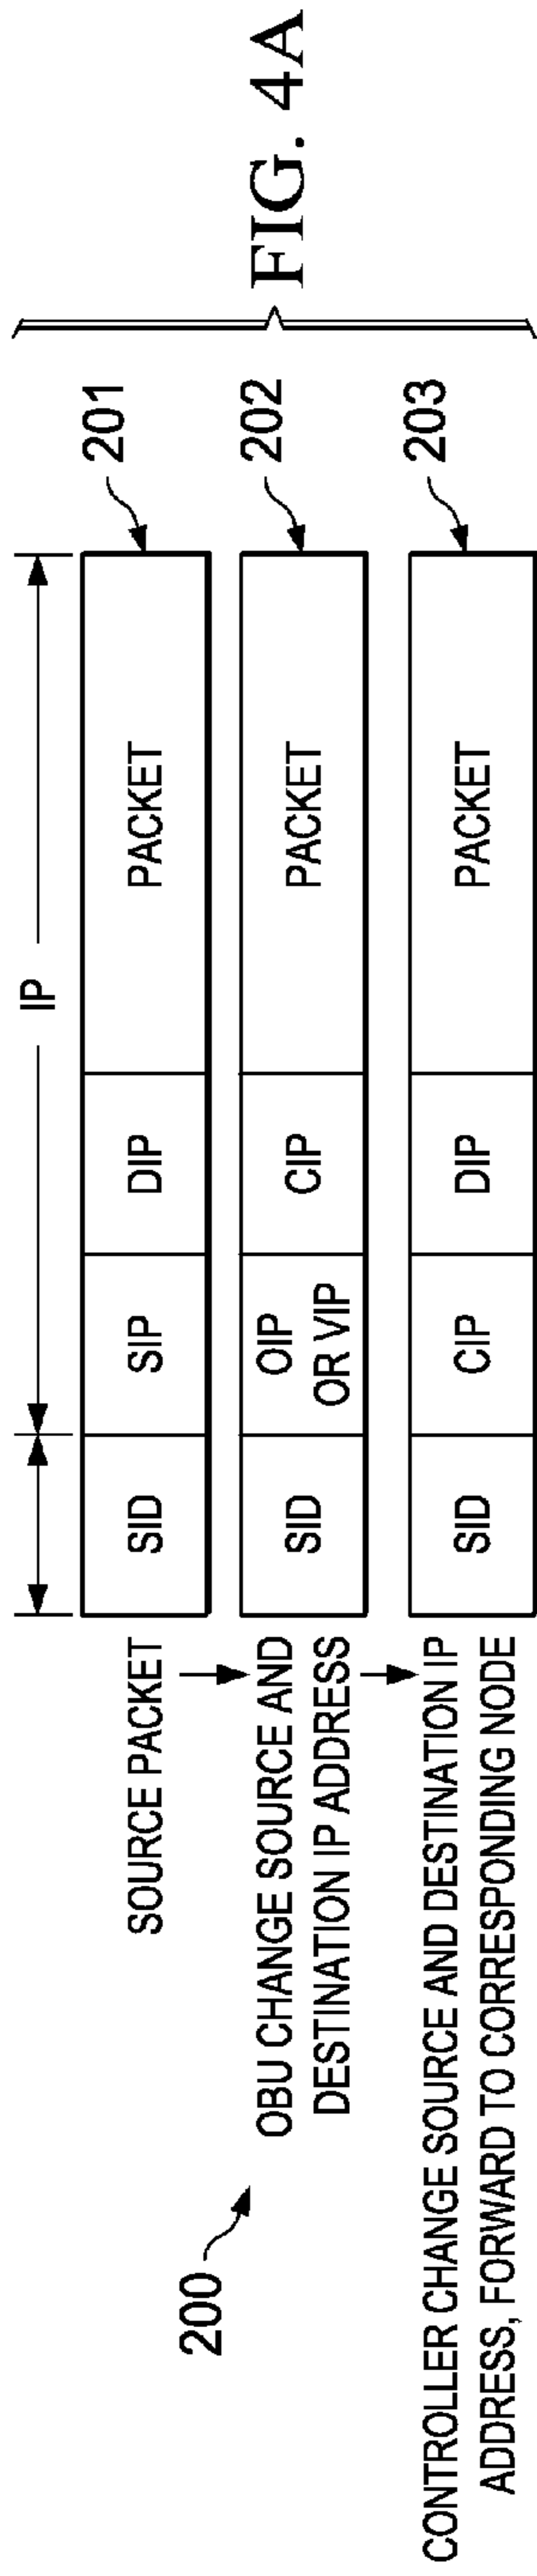 IP
SOURCE PACKET
SID
SIP
DIP
PACKET
201
OBU CHANGE SOURCE AND
DESTINATION IP ADDRESS
SID
OIP
OR VIP
CIP
PACKET
202
CONTROLLER CHANGE SOURCE AND DESTINATION IP
ADDRESS, FORWARD TO CORRESPONDING NODE
SID
CIP
DIP
PACKET
203
200
FIG. 4A